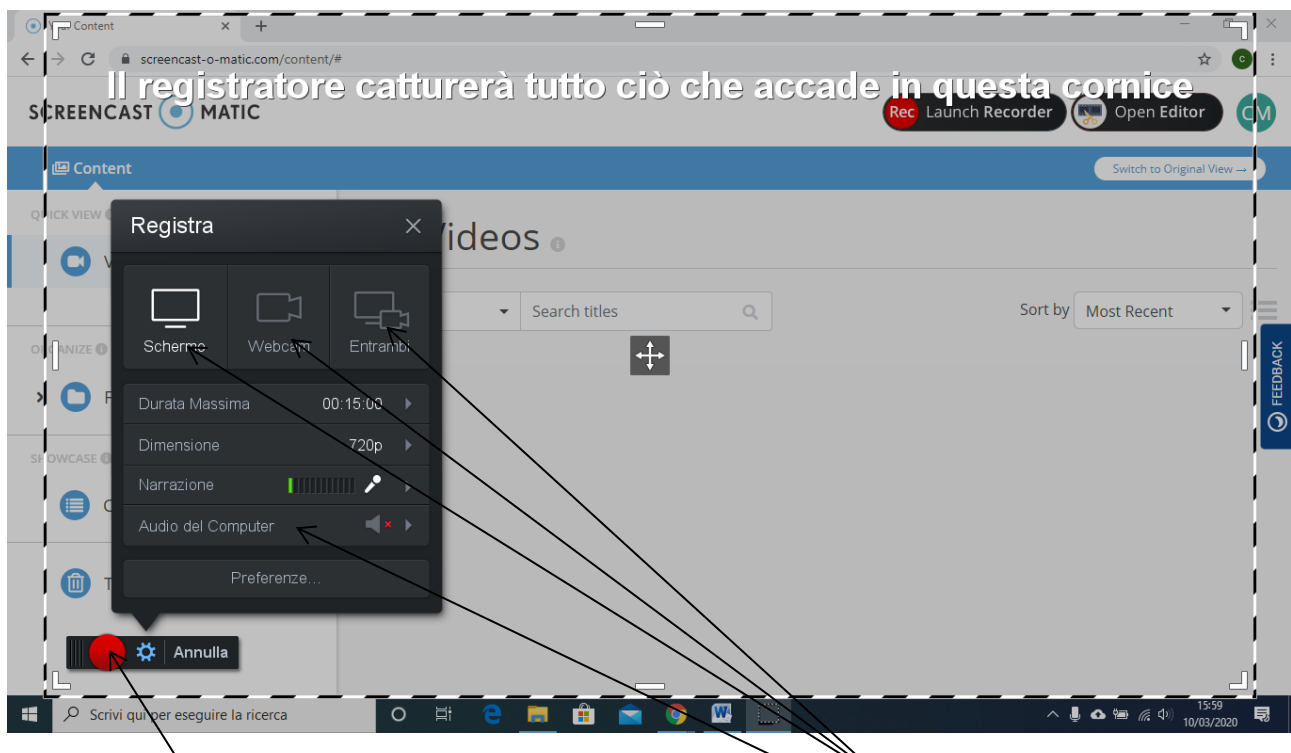 Your Content
screencast-o-matic.com/content/#
Il registratore catturerà tutto ciò che accade in questa cornice
SCREENCAST MATIC
Rec Launch Recorder
Open Editor
CM
Content
Switch to Original View →
QUICK VIEW
Registra
Videos
Schermo
Webcam
Entrambi
Search titles
Sort by
Most Recent
ORGANIZE
FEEDBACK
Durata Massima 00:15:00
Dimensione 720p
Narrazione
SHOWCASE
Audio del Computer
Preferenze...
Annulla
Scrivi qui per eseguire la ricerca
15:59
10/03/2020